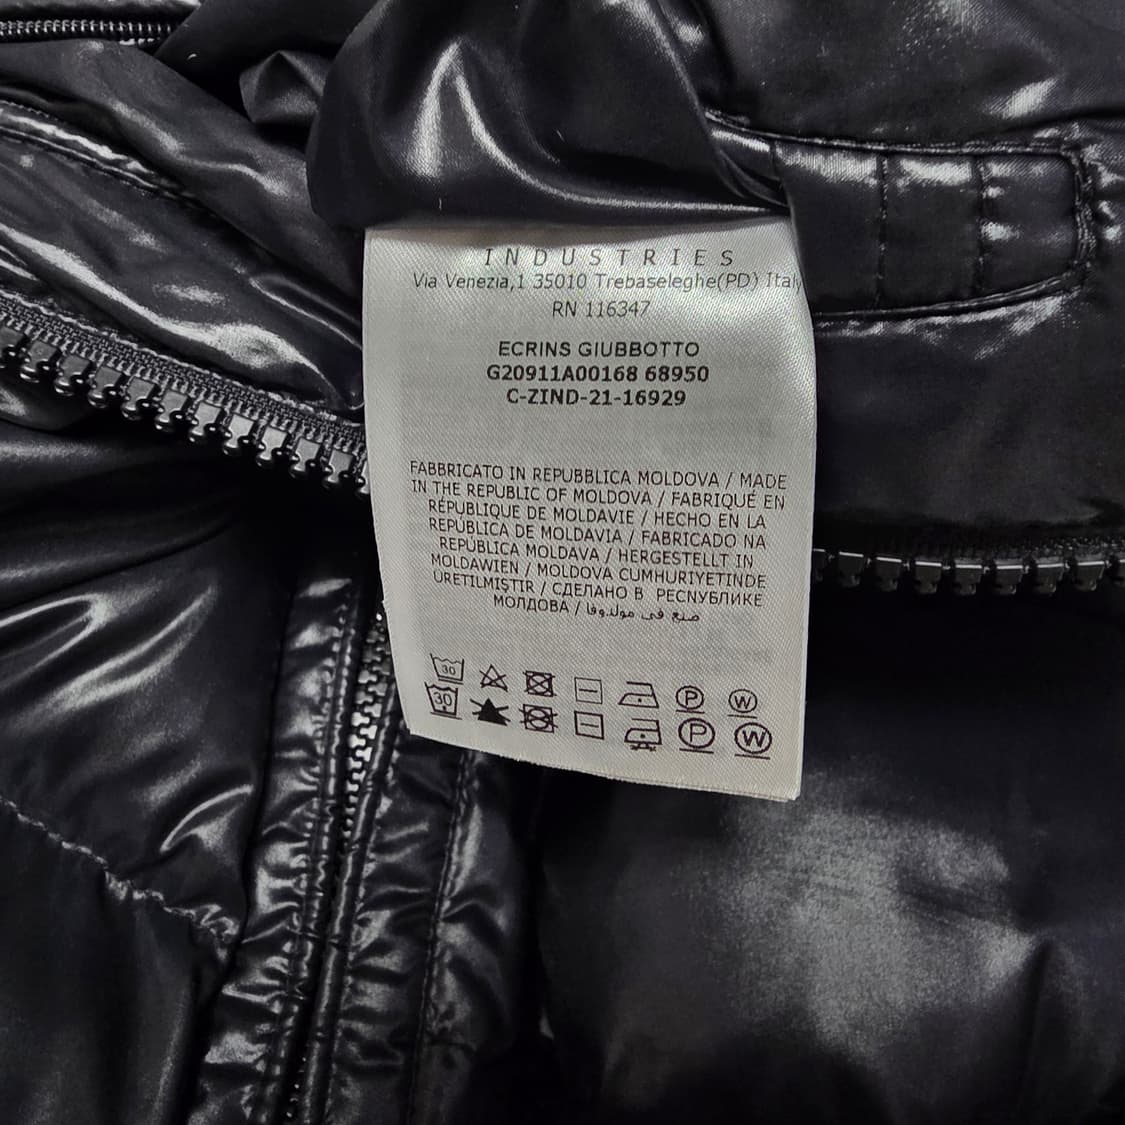 INDUSTRIES
Via Venezia,1 35010 Trebaseleghe(PD) Italy
RN 116347
ECRINS GIUBBOTTO
G20911A00168 68950
C-ZIND-21-16929
FABBRICATO IN REPUBBLICA MOLDOVA / MADE
IN THE REPUBLIC OF MOLDOVA / FABRIQUÉ EN
RÉPUBLIQUE DE MOLDAVIE / HECHO EN LA
REPÚBLICA DE MOLDAVIA / FABRICADO NA
REPÚBLICA MOLDAVA / HERGESTELLT IN
MOLDAWIEN / MOLDOVA CUMHURIYETINDE
ÜRETILMIŞTIR / СДЕЛАНО В РЕСПУБЛИКЕ
МОЛДОВА / صنع في مولدوفا
30 P W
30 P W